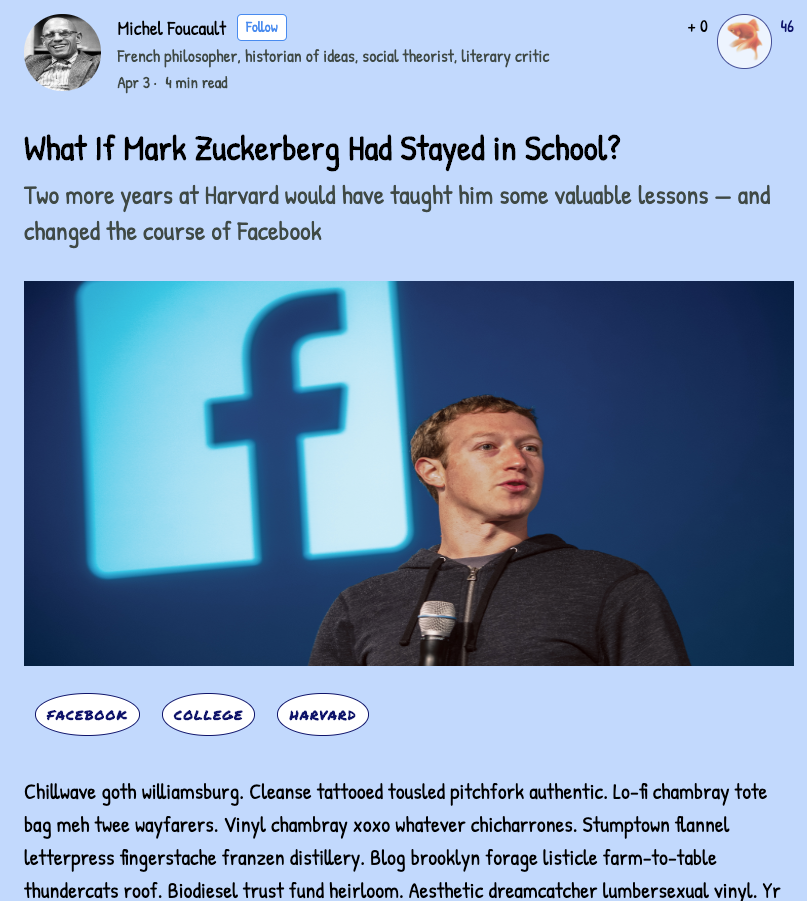 Michel Foucault Follow + 0 46
French philosopher, historian of ideas, social theorist, literary critic
Apr 3 · 4 min read
What If Mark Zuckerberg Had Stayed in School?
Two more years at Harvard would have taught him some valuable lessons — and
changed the course of Facebook
f
FACEBOOK COLLEGE HARVARD
Chillwave goth williamsburg. Cleanse tattooed tousled pitchfork authentic. Lo-fi chambray tote
bag meh twee wayfarers. Vinyl chambray xoxo whatever chicharrones. Stumptown flannel
letterpress fingerstache franzen distillery. Blog brooklyn forage listicle farm-to-table
thundercats roof. Biodiesel trust fund heirloom. Aesthetic dreamcatcher lumbersexual vinyl. Yr